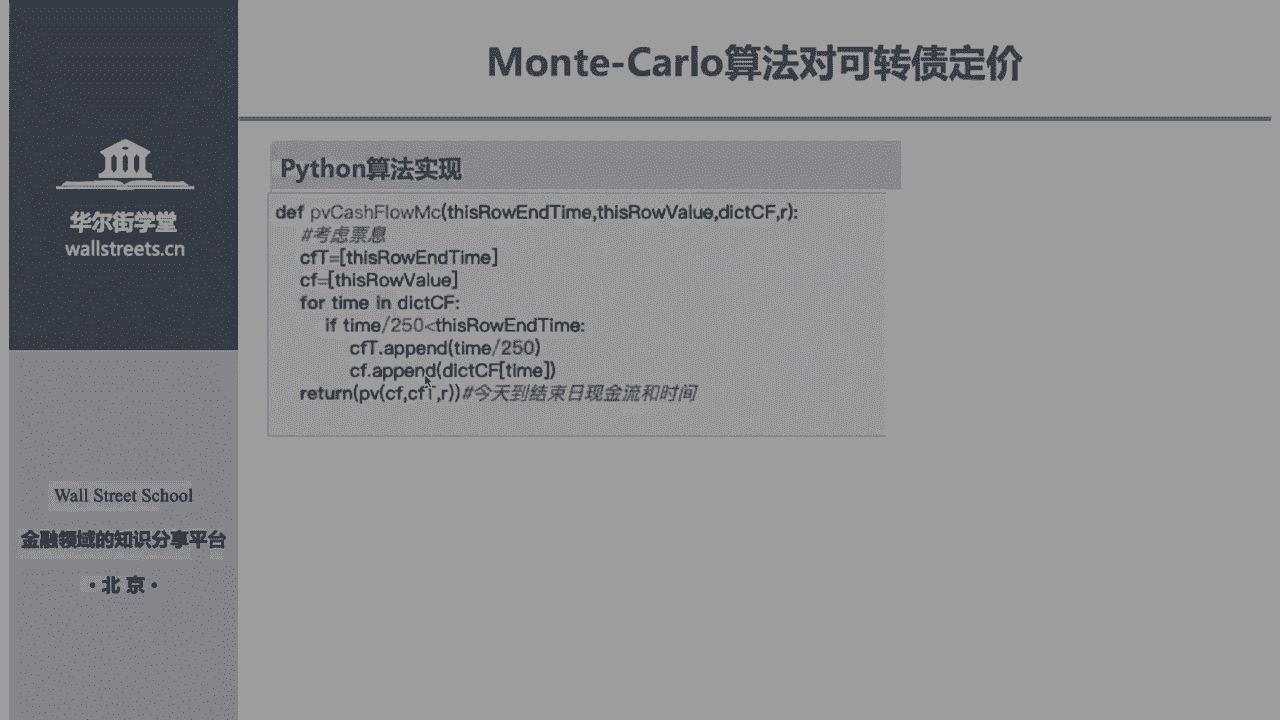 Monte-Carlo算法对可转债定价
华尔街学堂
wallstreets.cn
Wall Street School
金融领域的知识分享平台
·北 京·
Python算法实现
def pvCashFlowMc(thisRowEndTime,thisRowValue,dictCF,r):
#考虑票息
cfT=[thisRowEndTime]
cf=[thisRowValue]
for time in dictCF:
if time/250<thisRowEndTime:
cfT.append(time/250)
cf.append(dictCF[time])
return(pv(cf,cfT,r))#今天到结束日现金流和时间